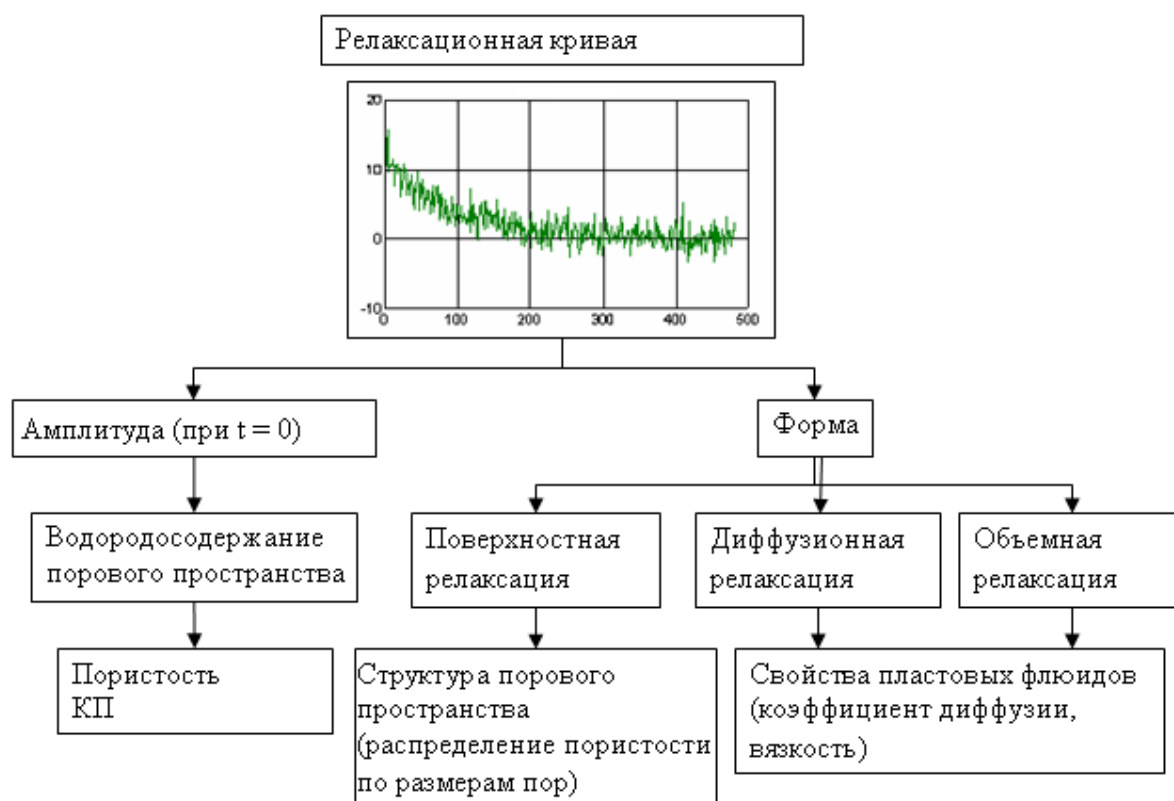 Релаксационная кривая
20
10
0
-10
0 100 200 300 400 500
Амплитуда (при t = 0)
Форма
Водородосодержание
порового пространства
Поверхностная
релаксация
Диффузионная
релаксация
Объемная
релаксация
Пористость
КП
Структура порового
пространства
(распределение пористости
по размерам пор)
Свойства пластовых флюидов
(коэффициент диффузии,
вязкость)